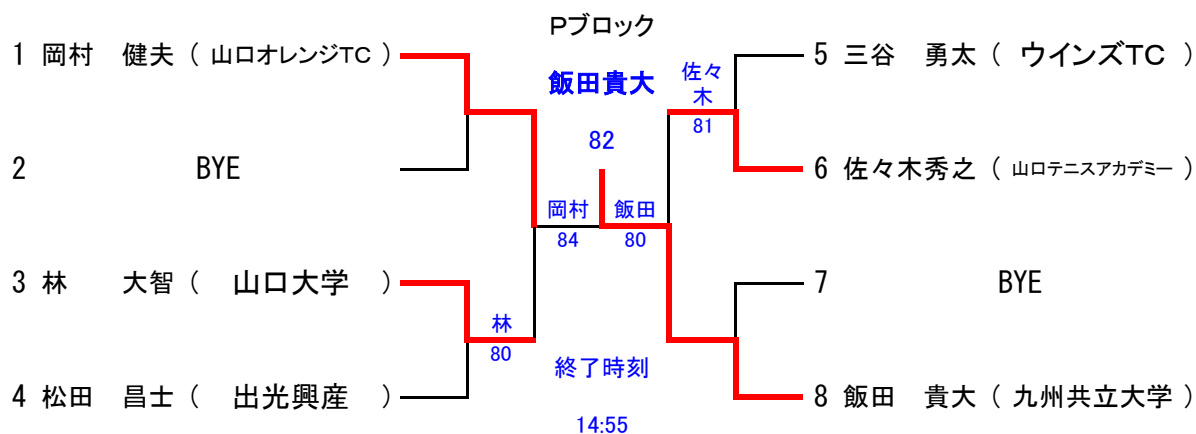 Pブロック
1 岡村　健夫 ( 山口オレンジTC )
5 三谷　勇太 ( ウインズTC )
飯田貴大
佐々
木
81
82
2 BYE
6 佐々木秀之 ( 山口テニスアカデミー )
岡村
84
飯田
80
3 林　　大智 ( 山口大学 )
7 BYE
林
80
終了時刻
4 松田　昌士 ( 出光興産 )
8 飯田　貴大 ( 九州共立大学 )
14:55